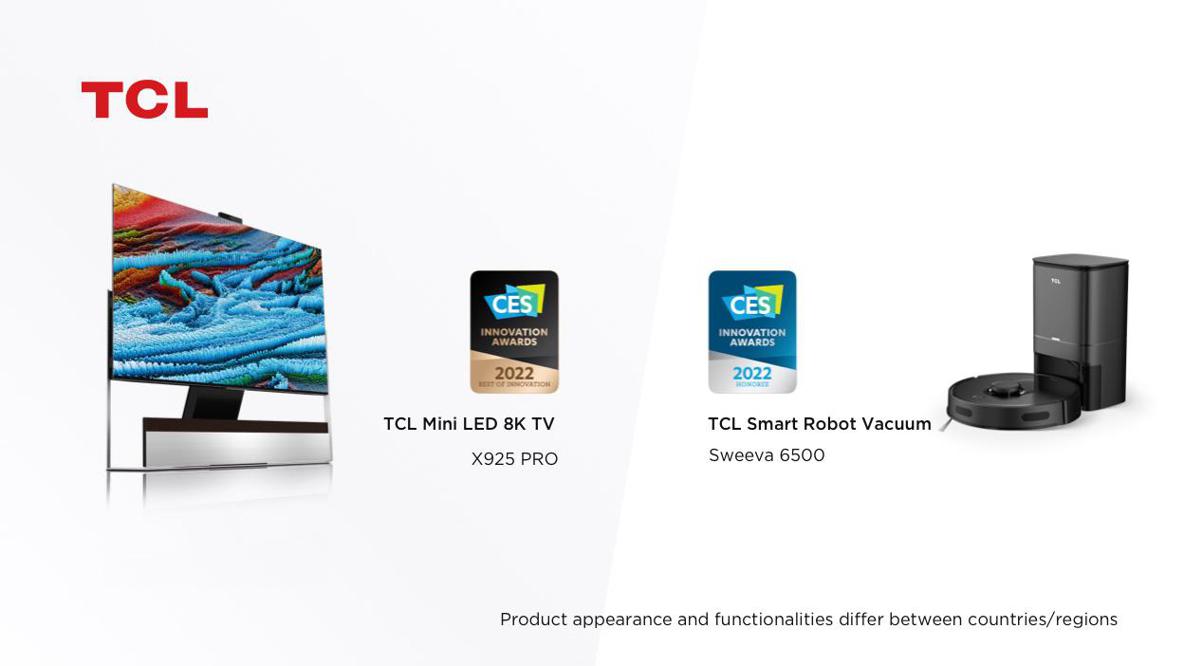 TCL
CES
INNOVATION
AWARDS
2022
BEST OF INNOVATION
TCL Mini LED 8K TV
X925 PRO
CES
INNOVATION
AWARDS
2022
HONOREE
TCL Smart Robot Vacuum
Sweeva 6500
TCL
Product appearance and functionalities differ between countries/regions